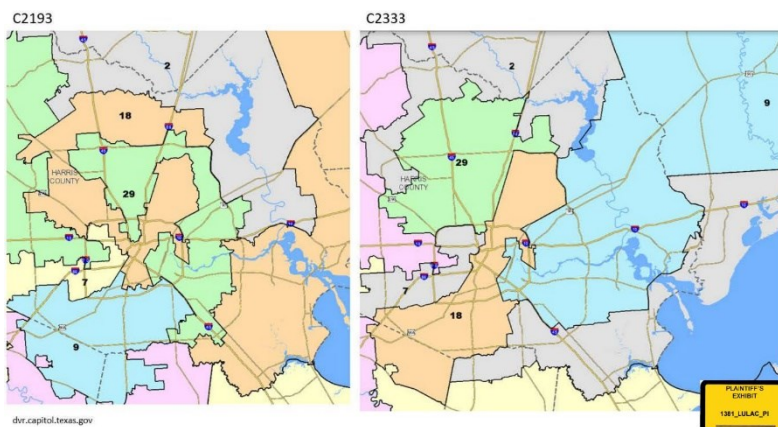 C2193
C2333
2
18
29
HARRIS
COUNTY
7
9
2
9
29
HARRIS
COUNTY
7
18
dvr.capitol.texas.gov
PLAINTIFF'S
EXHIBIT
1381_LULAC_PI